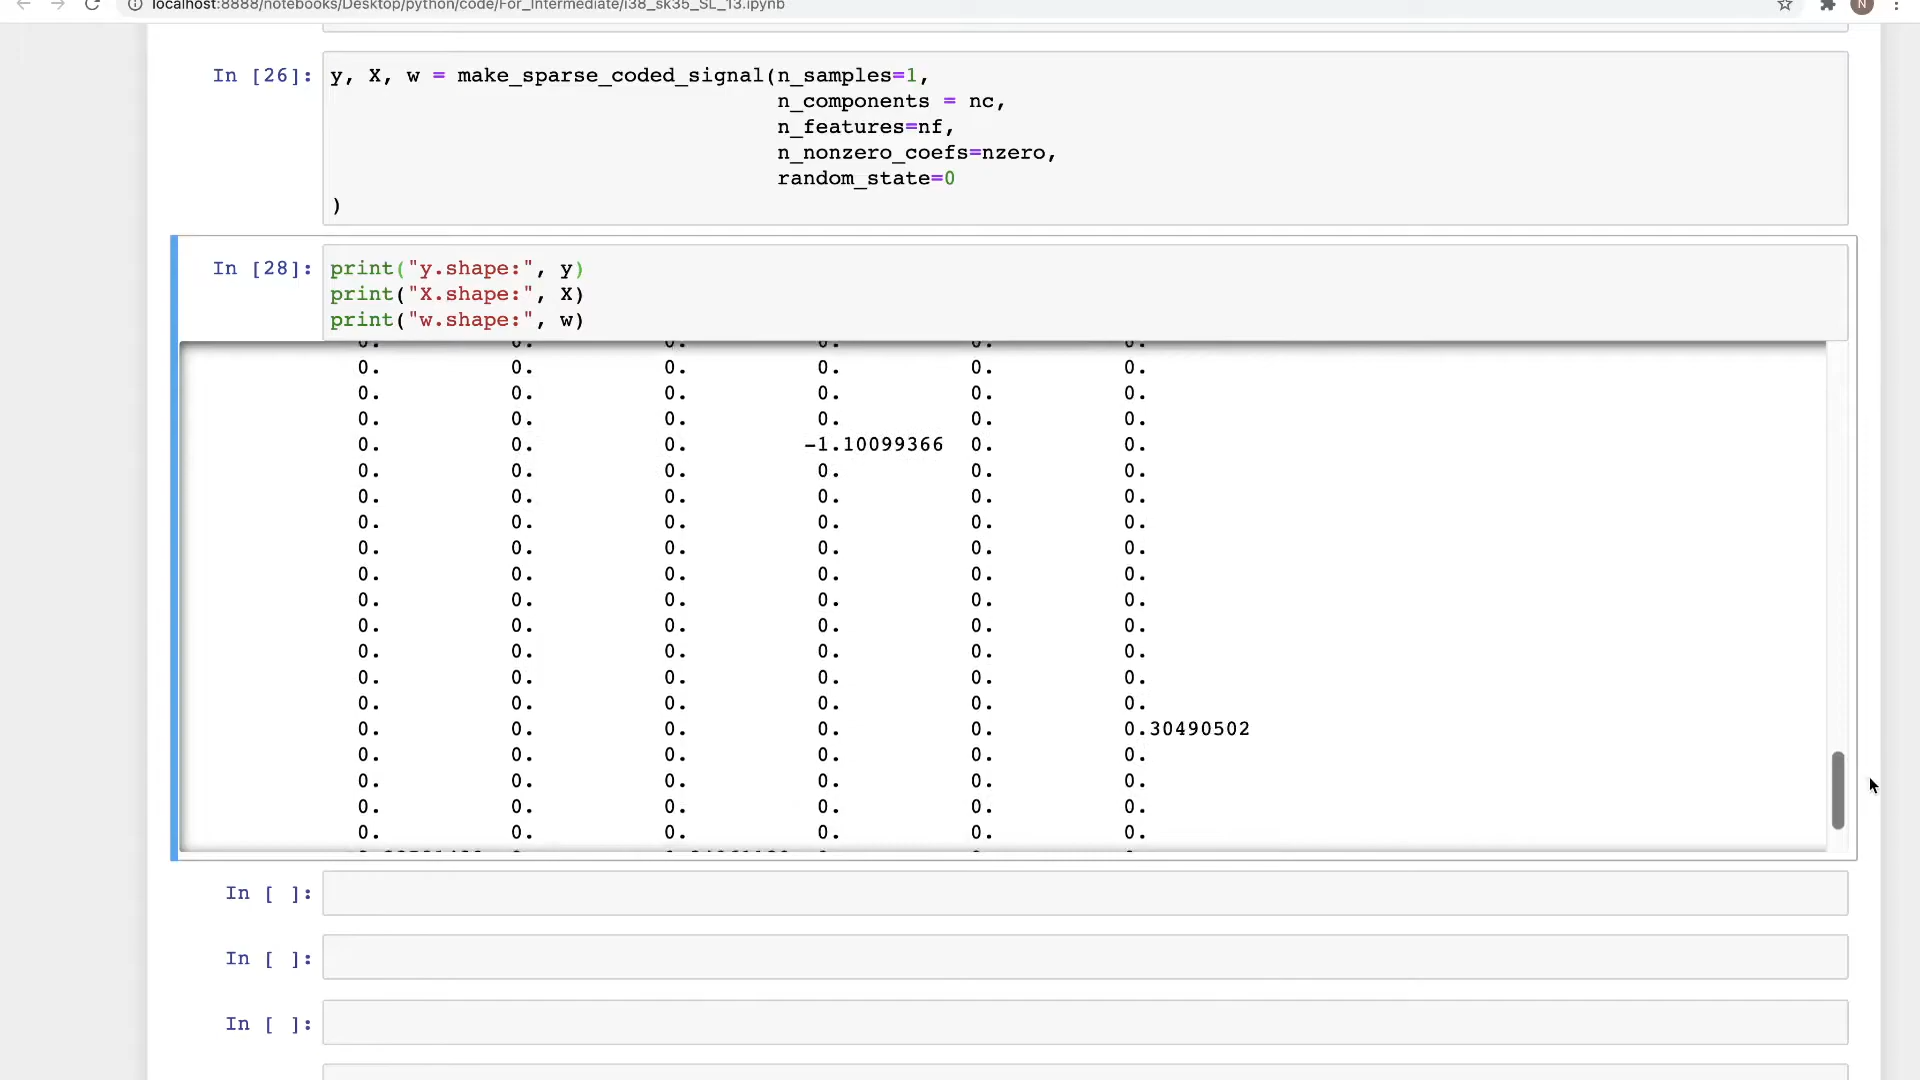 localhost:8888/notebooks/Desktop/python/code/For_Intermediate/i38_sk35_SL_13.ipynb
N
In [26]: y, X, w = make_sparse_coded_signal(n_samples=1,
n_components = nc,
n_features=nf,
n_nonzero_coefs=nzero,
random_state=0
)
In [28]: print("y.shape:", y)
print("X.shape:", X)
print("w.shape:", w)
0. 0. 0. 0. 0. 0.
0. 0. 0. 0. 0. 0.
0. 0. 0. 0. 0. 0.
0. 0. 0. 0. 0. 0.
0. 0. 0. -1.10099366 0. 0.
0. 0. 0. 0. 0. 0.
0. 0. 0. 0. 0. 0.
0. 0. 0. 0. 0. 0.
0. 0. 0. 0. 0. 0.
0. 0. 0. 0. 0. 0.
0. 0. 0. 0. 0. 0.
0. 0. 0. 0. 0. 0.
0. 0. 0. 0. 0. 0.
0. 0. 0. 0. 0. 0.
0. 0. 0. 0. 0. 0.
0. 0. 0. 0. 0. 0.30490502
0. 0. 0. 0. 0. 0.
0. 0. 0. 0. 0. 0.
0. 0. 0. 0. 0. 0.
0. 0. 0. 0. 0. 0.
In [ ]:
In [ ]:
In [ ]: